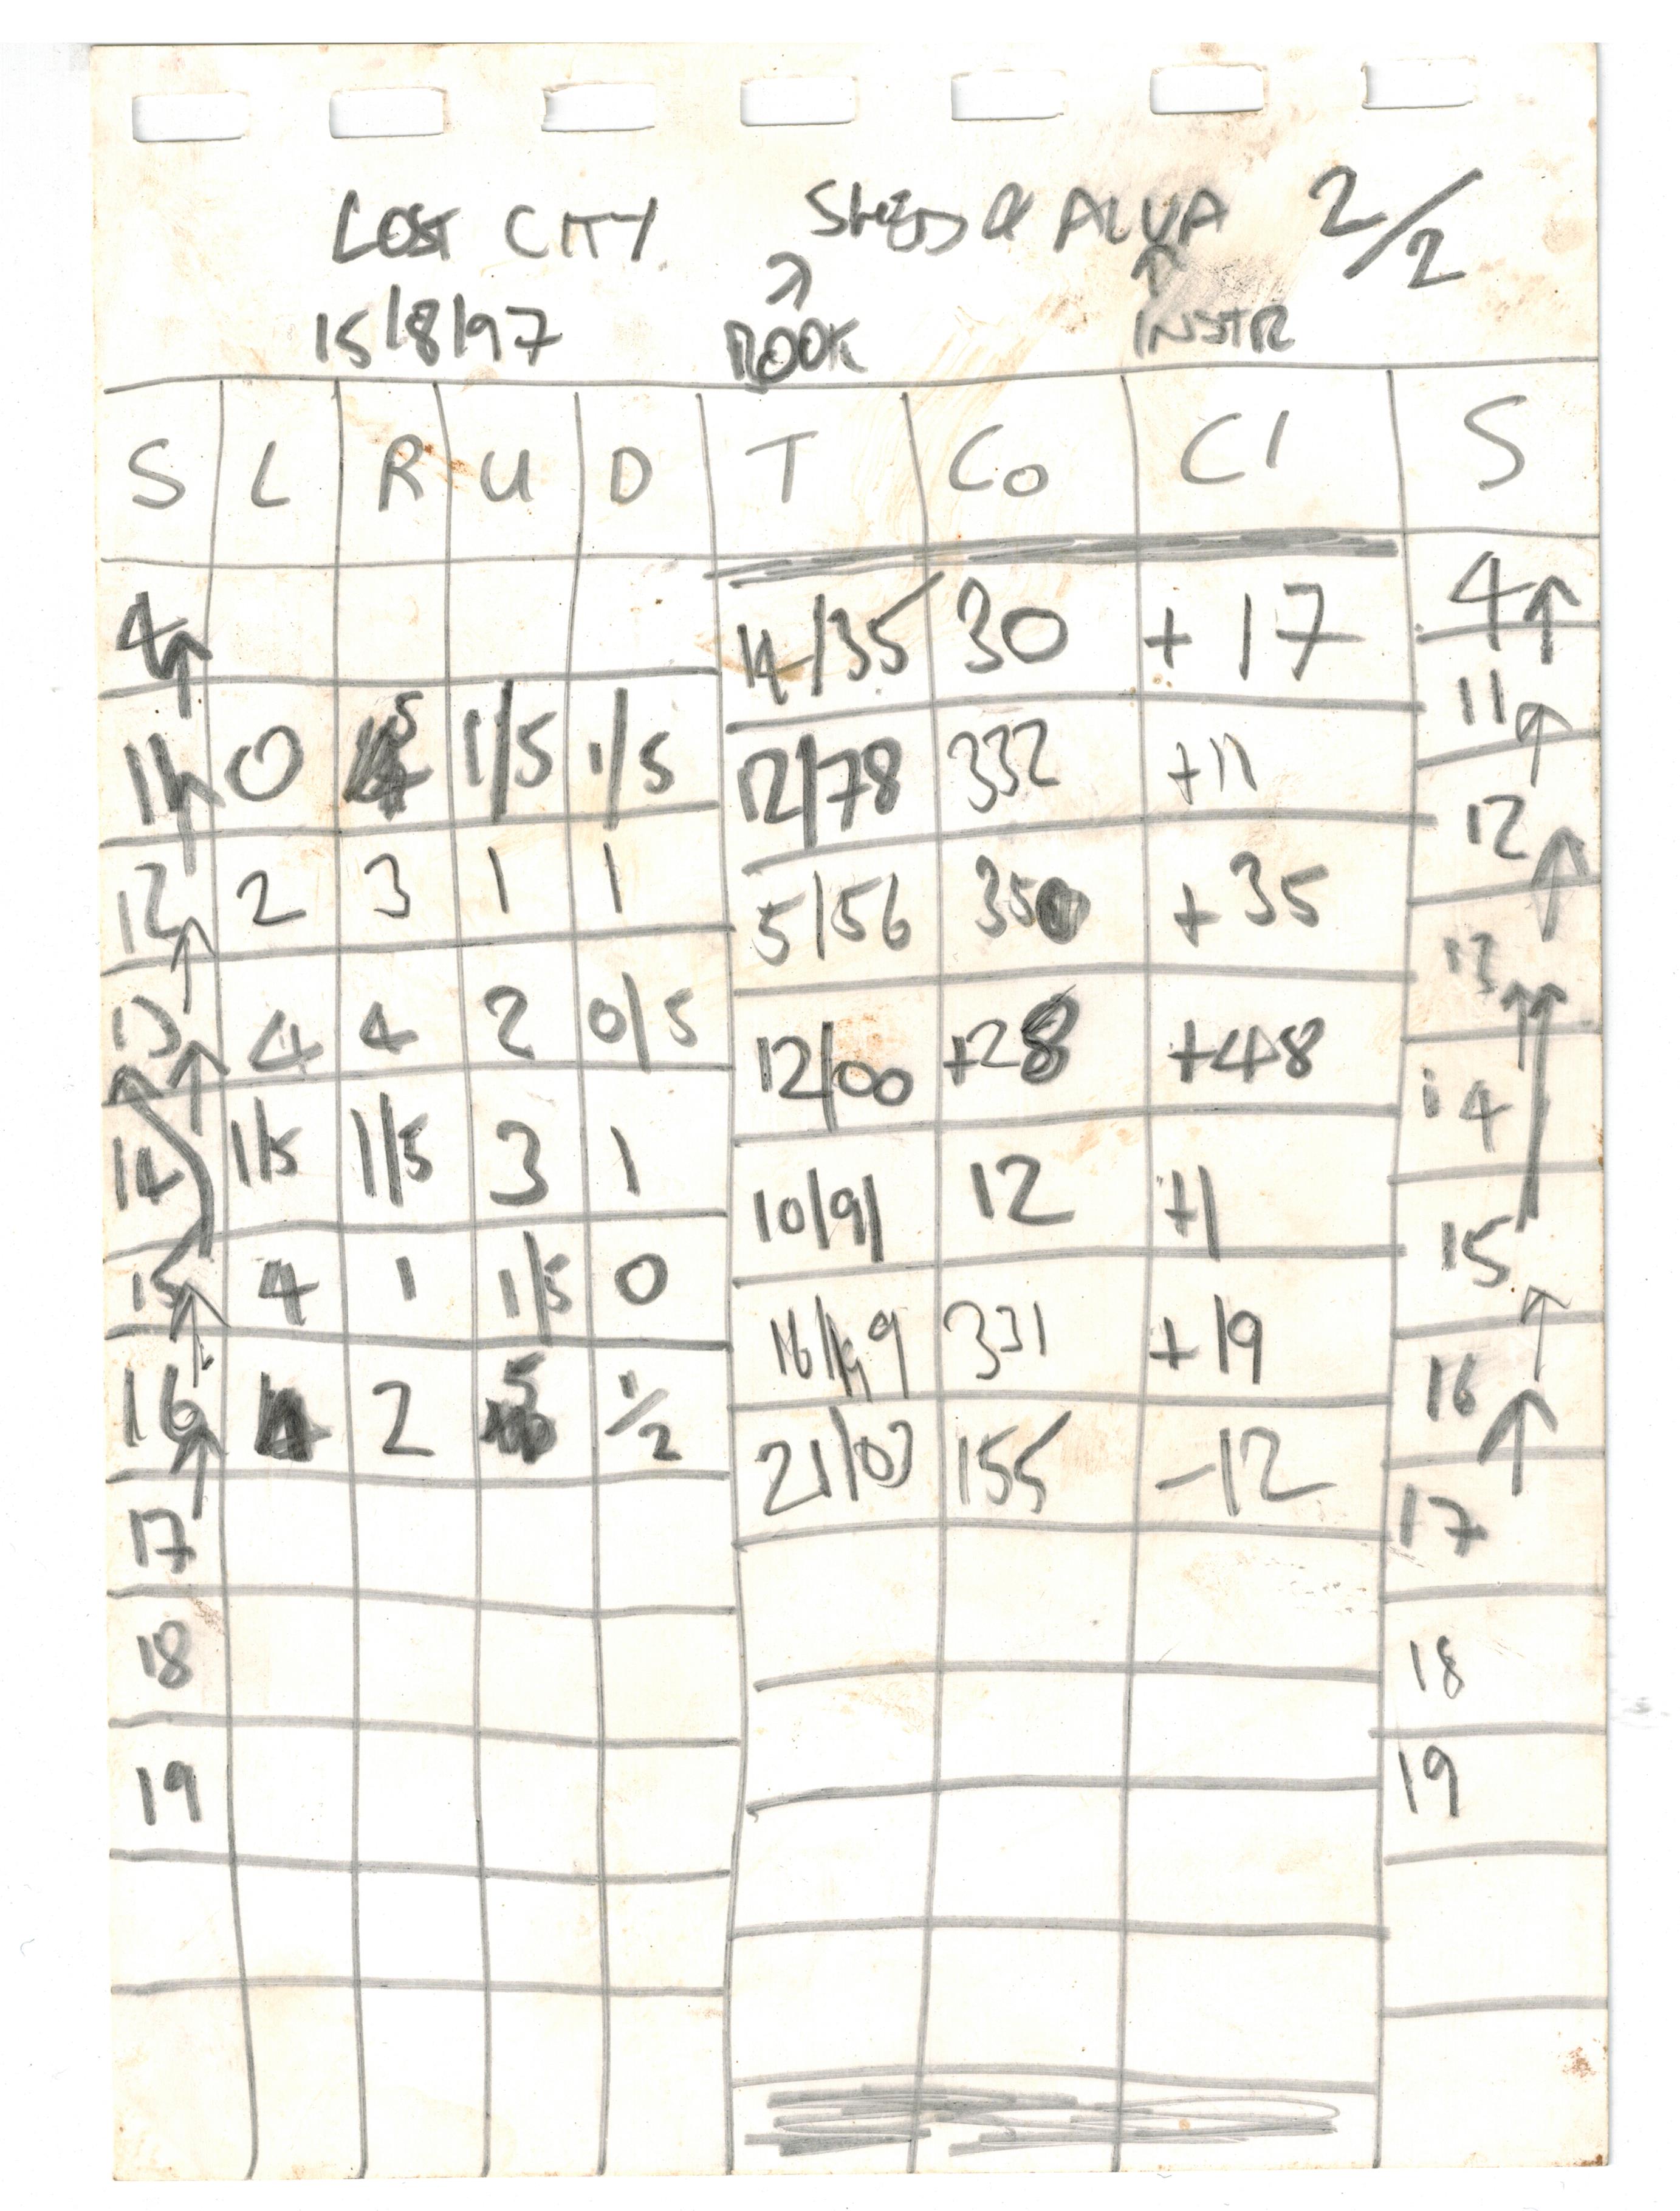 LOST CITY & ALVA 2/2
15/8/97 BOOK INSTR
S L R U D T Co Cl S
4 14/35 30 +17 4
11 0 5 1/5 1/5 12/78 332 +11 11
12 2 3 1 1 5/56 350 +35 12
13 4 4 2 0/5 12/00 +28 +48 13
14 1/5 1/5 3 1 10/91 12 +1 14
15 4 1 1/5 0 331 +19 15
16 4 2 5 1/2 21/03 155 -12 16
17 17
18 18
19 19